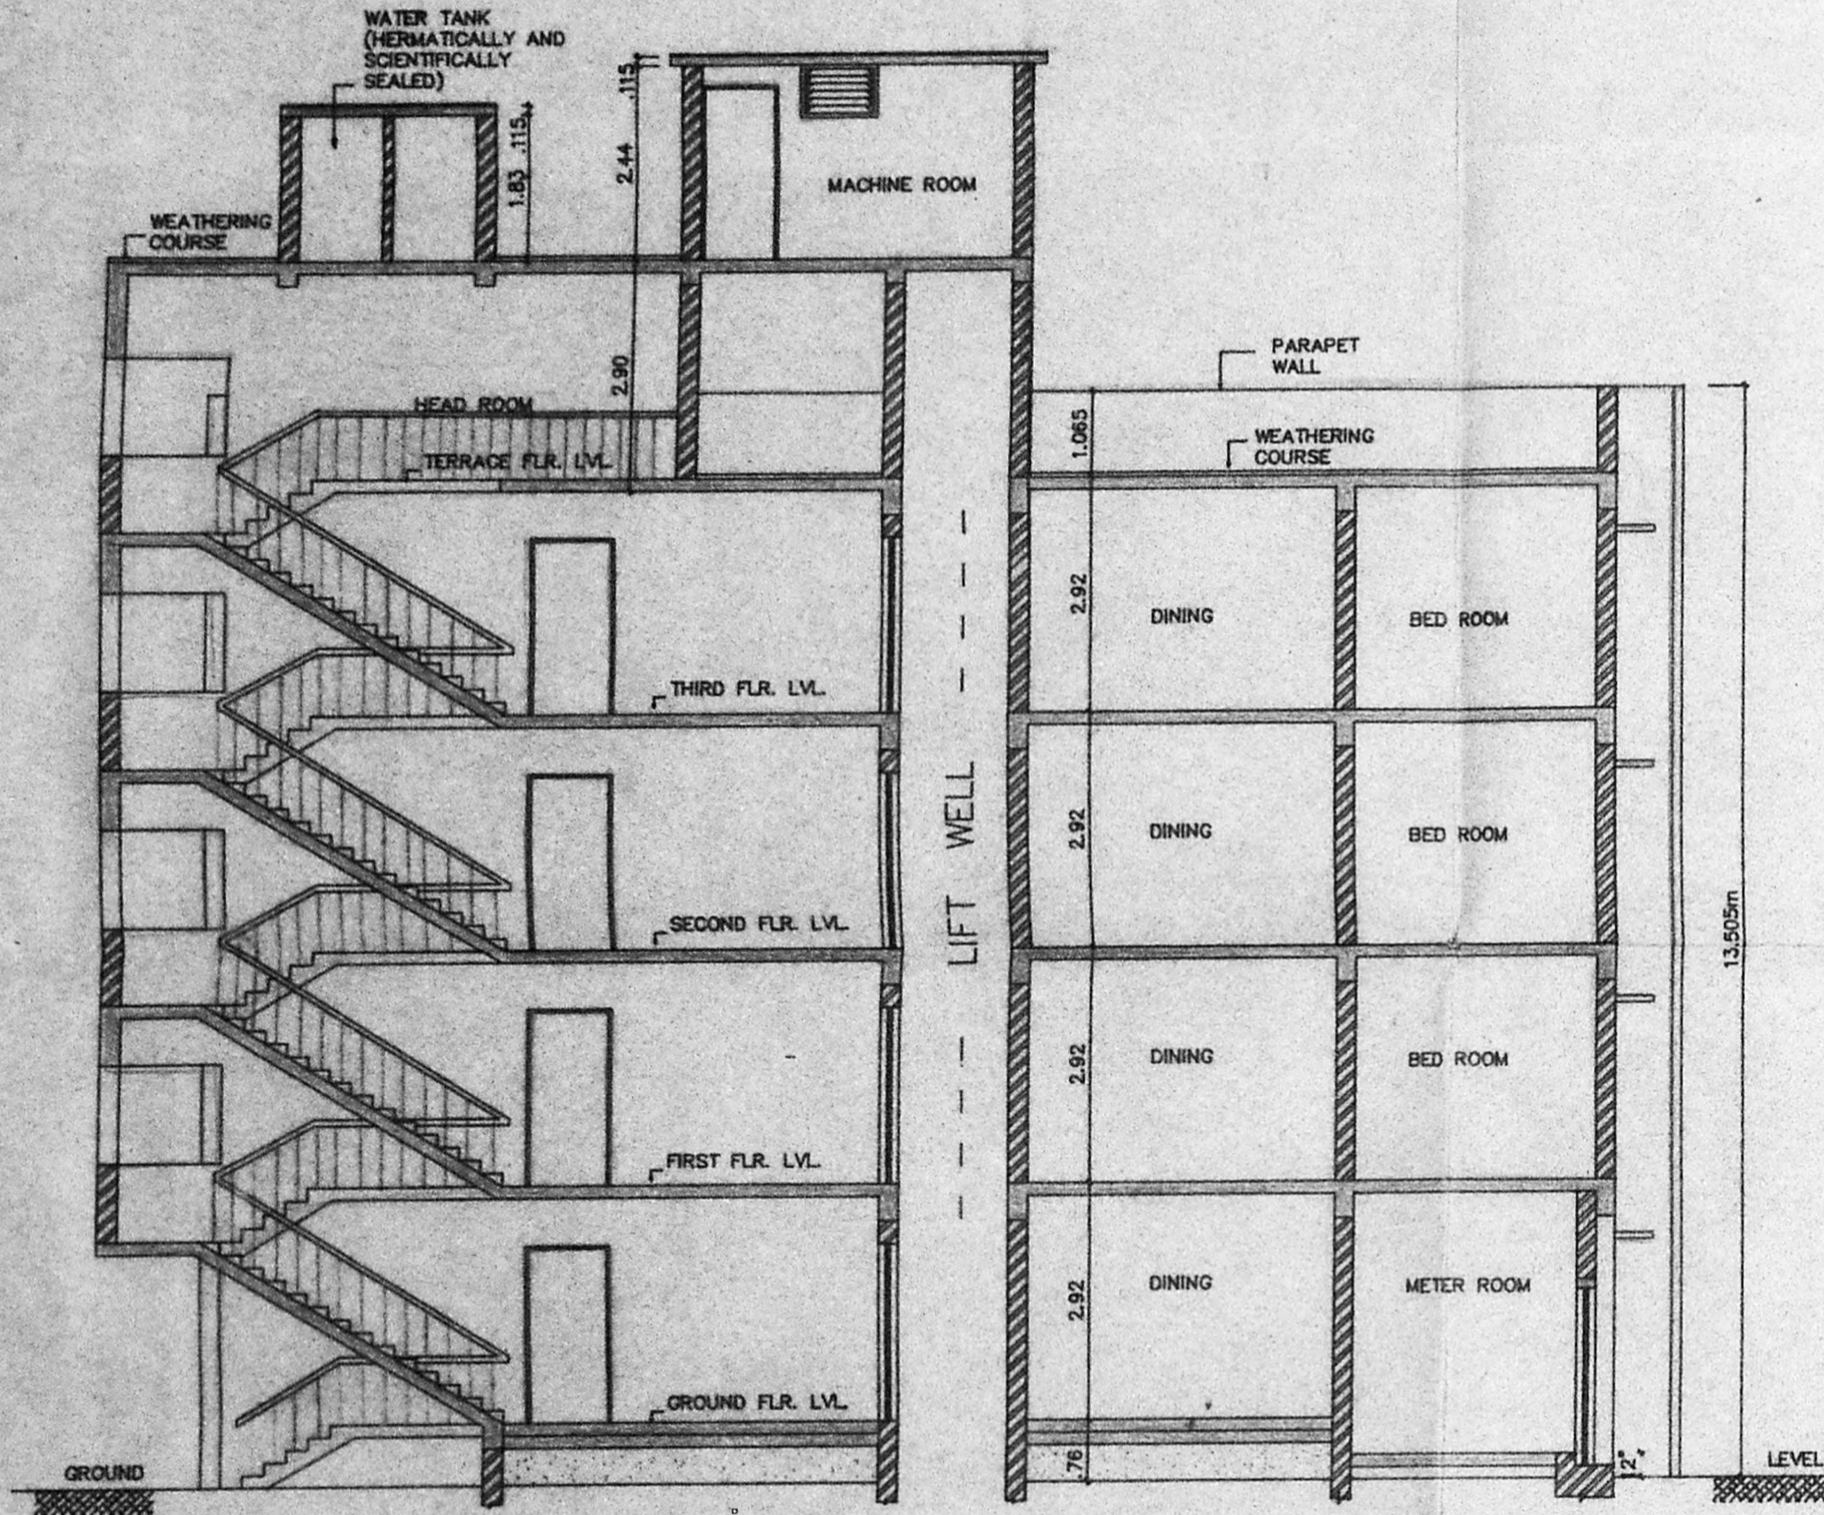 WATER TANK
(HERMATICALLY AND
SCIENTIFICALLY
SEALED)
.115
2.44
.115
1.83
MACHINE ROOM
WEATHERING
COURSE
PARAPET
WALL
2.90
HEAD ROOM
1.065
WEATHERING
COURSE
TERRACE FLR. LVL.
2.92
DINING
BED ROOM
THIRD FLR. LVL.
LIFT WELL
2.92
DINING
BED ROOM
SECOND FLR. LVL.
13.505m
2.92
DINING
BED ROOM
FIRST FLR. LVL.
2.92
DINING
METER ROOM
GROUND FLR. LVL.
.76
2"
GROUND
LEVEL